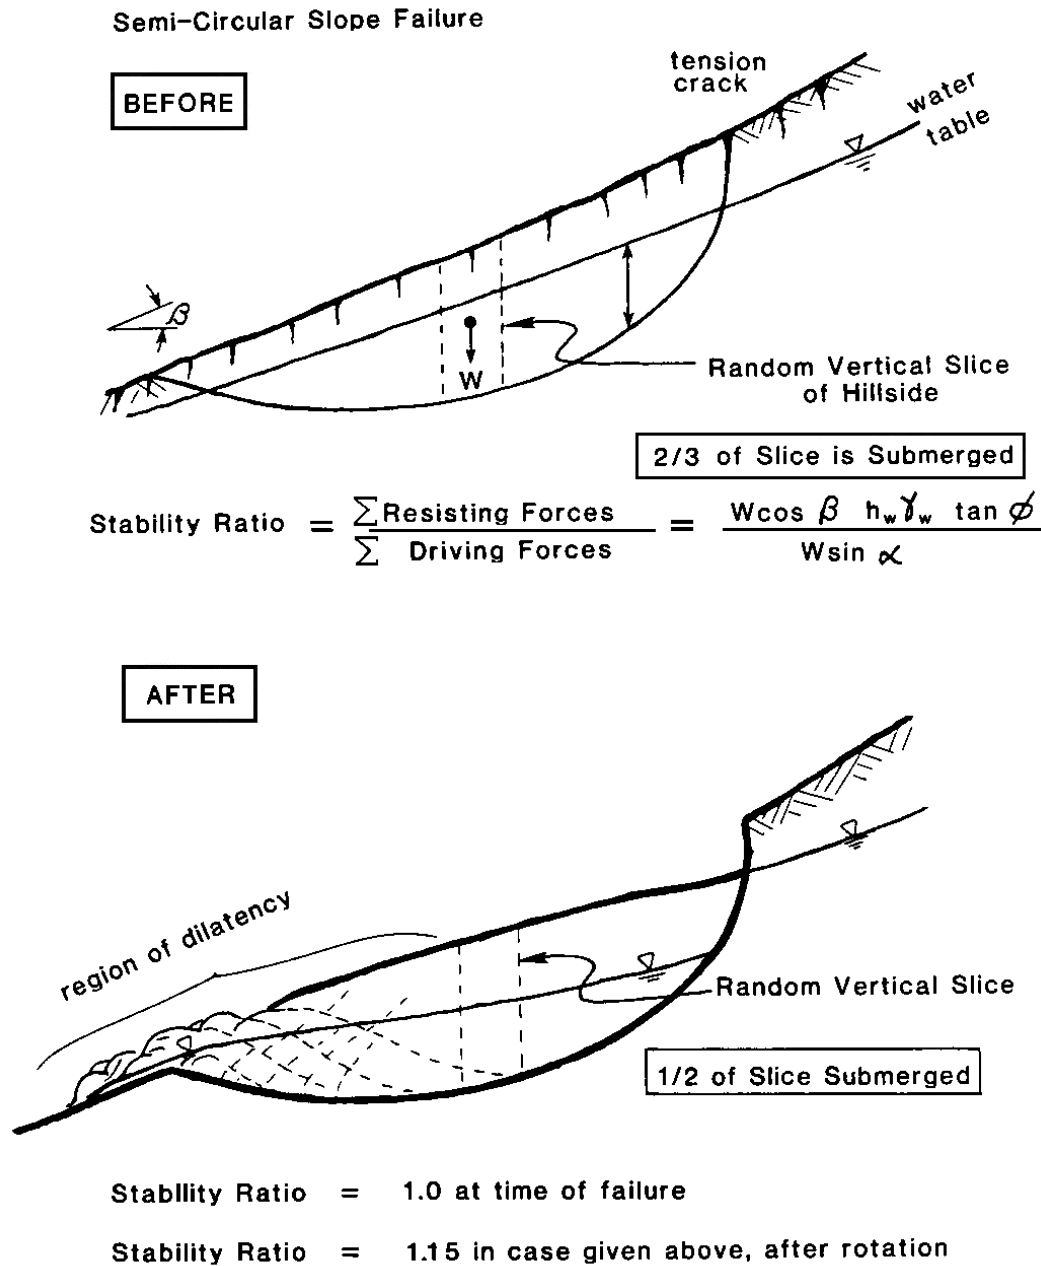 Semi-Circular Slope Failure
BEFORE
tension
crack
water
table
β
W
Random Vertical Slice
of Hillside
2/3 of Slice is Submerged
Stability Ratio = ∑ Resisting Forces / ∑ Driving Forces = Wcos β h_w γ_w tan ϕ / Wsin α
AFTER
region of dilatency
Random Vertical Slice
1/2 of Slice Submerged
Stability Ratio = 1.0 at time of failure
Stability Ratio = 1.15 in case given above, after rotation